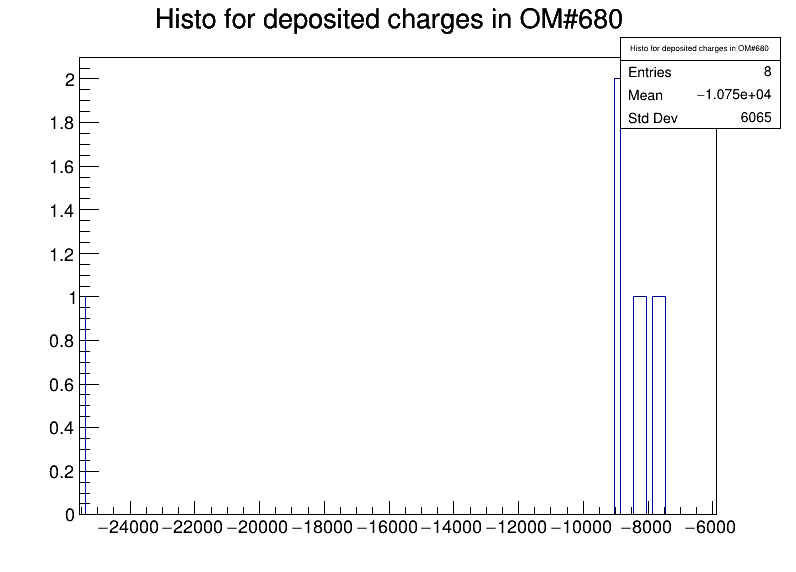 Histo for deposited charges in OM#680
Histo for deposited charges in OM#680
Entries 8
Mean −1.075e+04
Std Dev 6065
2
1.8
1.6
1.4
1.2
1
0.8
0.6
0.4
0.2
0
−24000 −22000 −20000 −18000 −16000 −14000 −12000 −10000 −8000 −6000